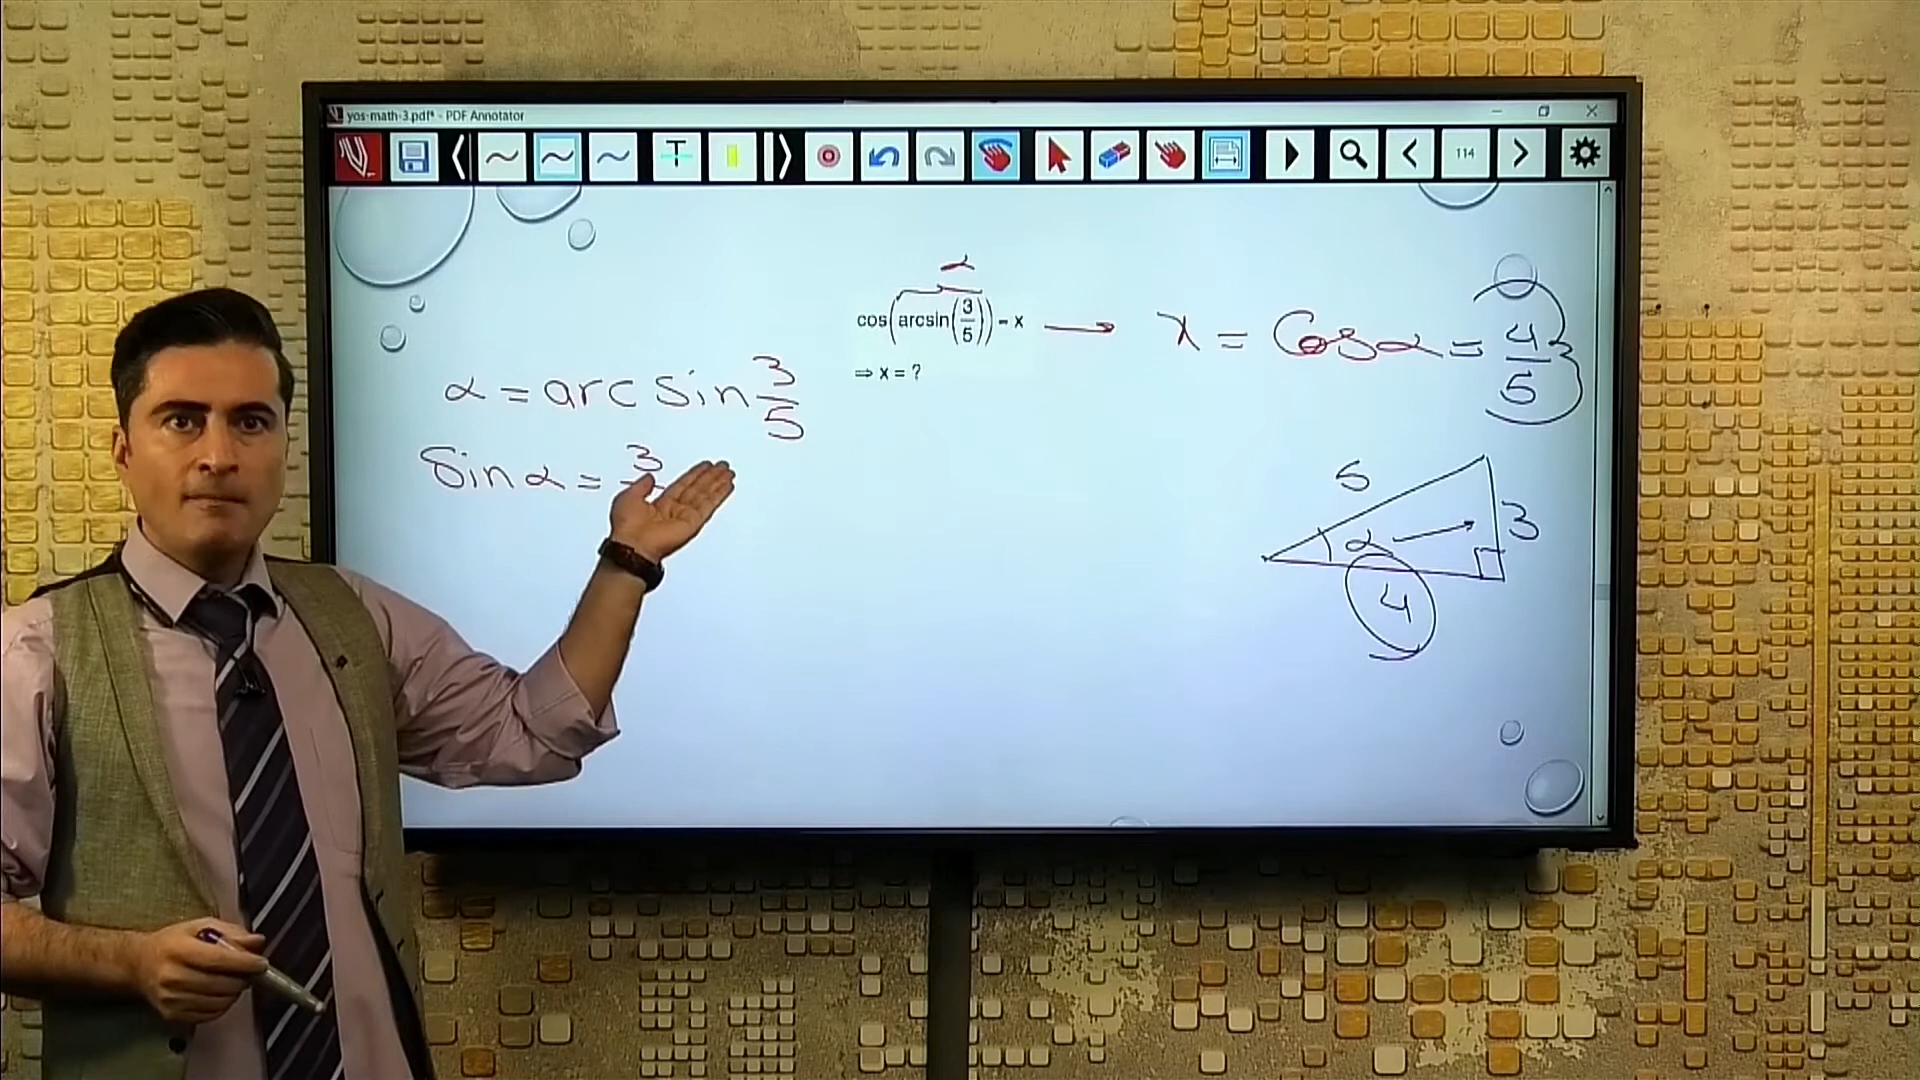 yos-math-3.pdf* - PDF Annotator
T
114
α
cos(arcsin(3/5)) = x
⇒ x = ?
x = Cosα = 4/5
α = arc sin 3/5
Sin α = 3
5
α
3
4